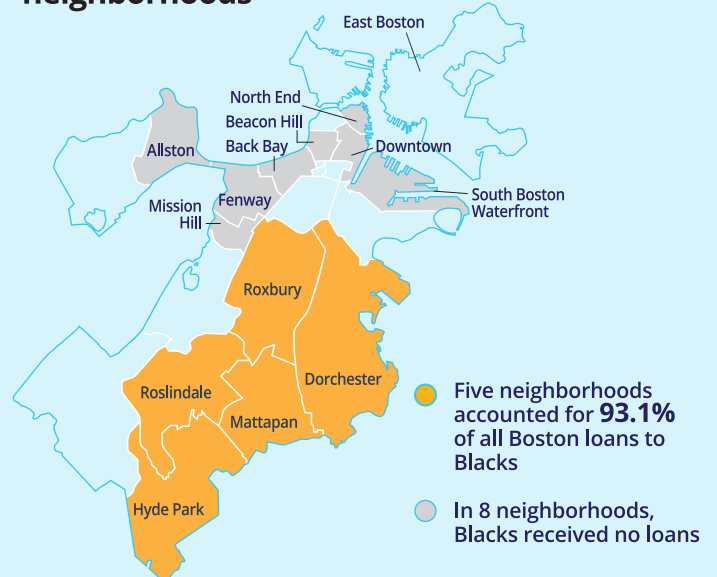 neighborhoods
East Boston
North End
Beacon Hill
Back Bay
Downtown
Allston
South Boston
Waterfront
Mission
Hill
Fenway
Roxbury
Dorchester
Roslindale
Mattapan
Hyde Park
Five neighborhoods
accounted for 93.1%
of all Boston loans to
Blacks
In 8 neighborhoods,
Blacks received no loans